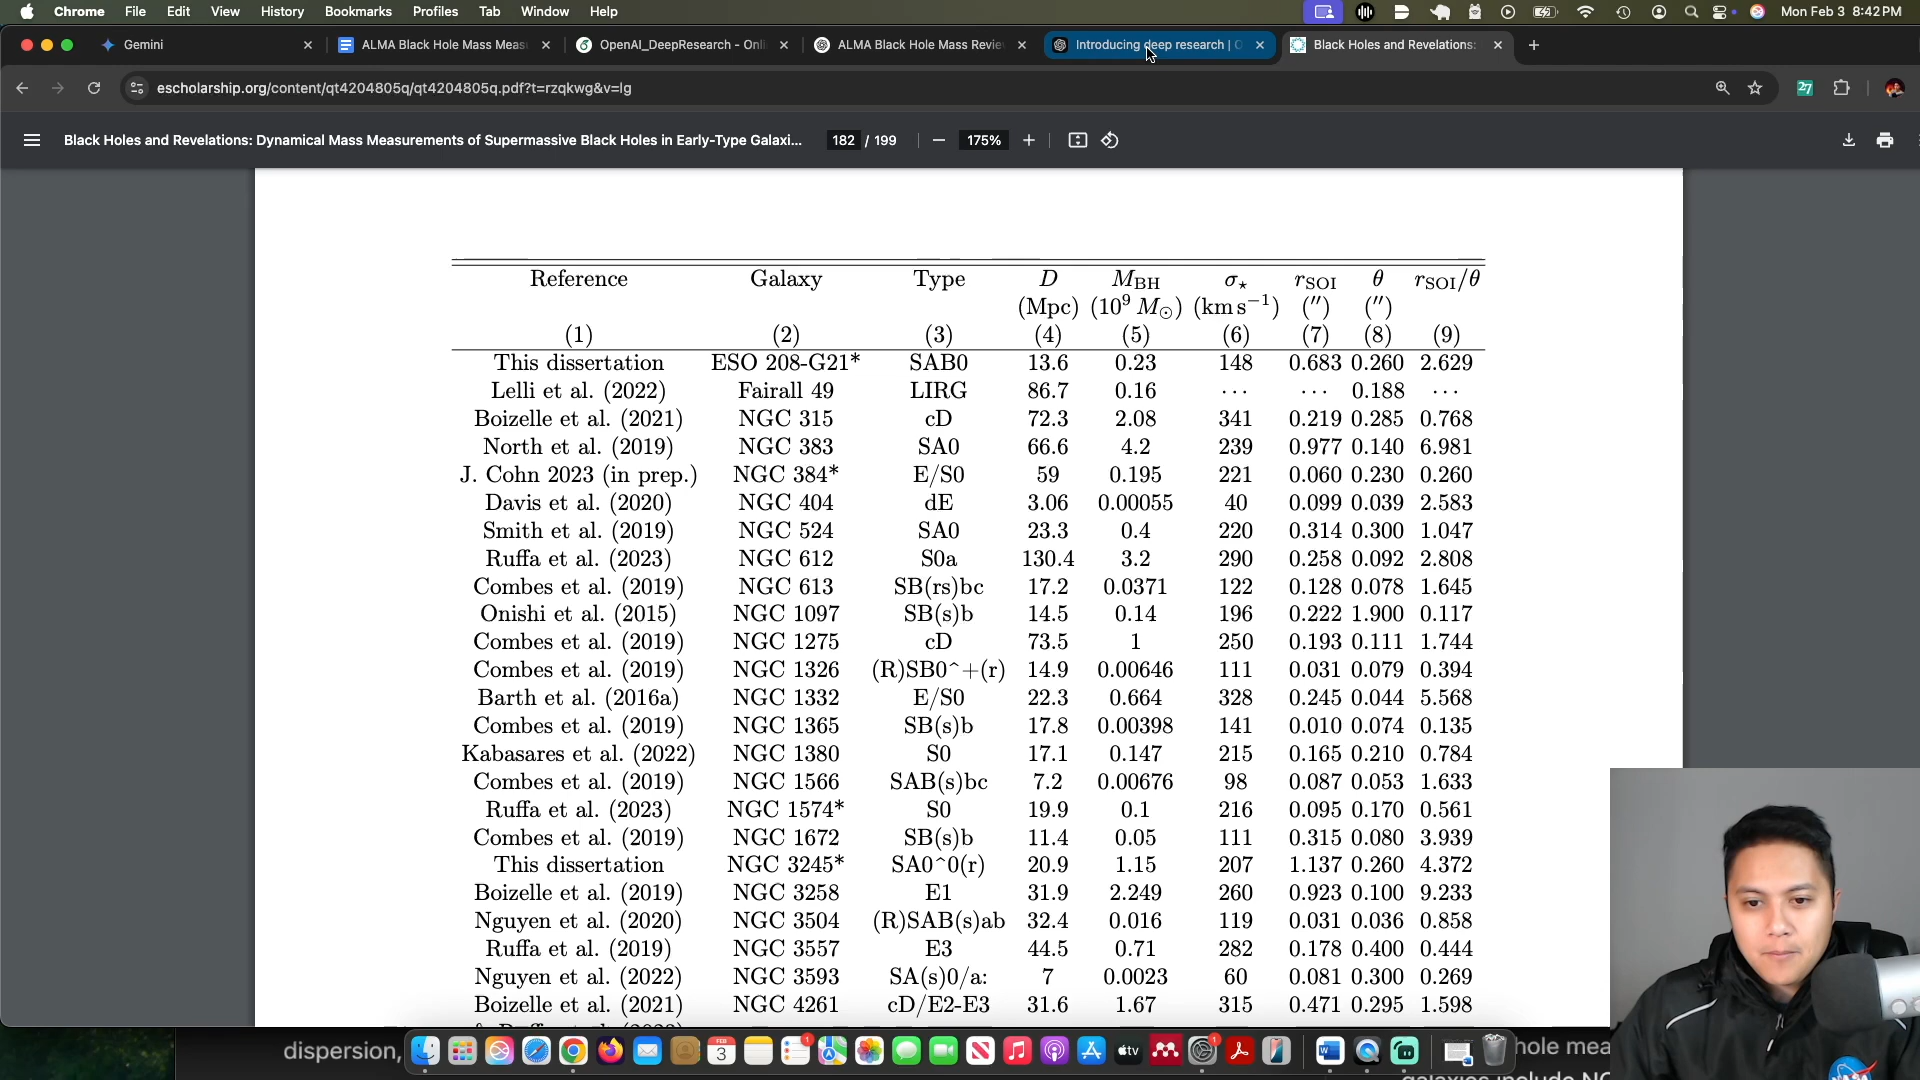 Chrome File Edit View History Bookmarks Profiles Tab Window Help Mon Feb 3 8:42 PM
Gemini ALMA Black Hole Mass Meas OpenAI_DeepResearch - Onli ALMA Black Hole Mass Revie Introducing deep research | O Black Holes and Revelations:
escholarship.org/content/qt4204805q/qt4204805q.pdf?t=rzqkwg&v=lg 27
Black Holes and Revelations: Dynamical Mass Measurements of Supermassive Black Holes in Early-Type Galaxi... 182 / 199 175%
Reference Galaxy Type D M_BH σ⋆ r_SOI θ r_SOI/θ
(Mpc) (10⁹ M⊙) (km s⁻¹) (″) (″)
(1) (2) (3) (4) (5) (6) (7) (8) (9)
This dissertation ESO 208-G21* SAB0 13.6 0.23 148 0.683 0.260 2.629
Lelli et al. (2022) Fairall 49 LIRG 86.7 0.16 ··· ··· 0.188 ···
Boizelle et al. (2021) NGC 315 cD 72.3 2.08 341 0.219 0.285 0.768
North et al. (2019) NGC 383 SA0 66.6 4.2 239 0.977 0.140 6.981
J. Cohn 2023 (in prep.) NGC 384* E/S0 59 0.195 221 0.060 0.230 0.260
Davis et al. (2020) NGC 404 dE 3.06 0.00055 40 0.099 0.039 2.583
Smith et al. (2019) NGC 524 SA0 23.3 0.4 220 0.314 0.300 1.047
Ruffa et al. (2023) NGC 612 S0a 130.4 3.2 290 0.258 0.092 2.808
Combes et al. (2019) NGC 613 SB(rs)bc 17.2 0.0371 122 0.128 0.078 1.645
Onishi et al. (2015) NGC 1097 SB(s)b 14.5 0.14 196 0.222 1.900 0.117
Combes et al. (2019) NGC 1275 cD 73.5 1 250 0.193 0.111 1.744
Combes et al. (2019) NGC 1326 (R)SB0^+(r) 14.9 0.00646 111 0.031 0.079 0.394
Barth et al. (2016a) NGC 1332 E/S0 22.3 0.664 328 0.245 0.044 5.568
Combes et al. (2019) NGC 1365 SB(s)b 17.8 0.00398 141 0.010 0.074 0.135
Kabasares et al. (2022) NGC 1380 S0 17.1 0.147 215 0.165 0.210 0.784
Combes et al. (2019) NGC 1566 SAB(s)bc 7.2 0.00676 98 0.087 0.053 1.633
Ruffa et al. (2023) NGC 1574* S0 19.9 0.1 216 0.095 0.170 0.561
Combes et al. (2019) NGC 1672 SB(s)b 11.4 0.05 111 0.315 0.080 3.939
This dissertation NGC 3245* SA0^0(r) 20.9 1.15 207 1.137 0.260 4.372
Boizelle et al. (2019) NGC 3258 E1 31.9 2.249 260 0.923 0.100 9.233
Nguyen et al. (2020) NGC 3504 (R)SAB(s)ab 32.4 0.016 119 0.031 0.036 0.858
Ruffa et al. (2019) NGC 3557 E3 44.5 0.71 282 0.178 0.400 0.444
Nguyen et al. (2022) NGC 3593 SA(s)0/a: 7 0.0023 60 0.081 0.300 0.269
Boizelle et al. (2021) NGC 4261 cD/E2-E3 31.6 1.67 315 0.471 0.295 1.598
dispersion, hole mea
FEB 3 1 tv 1